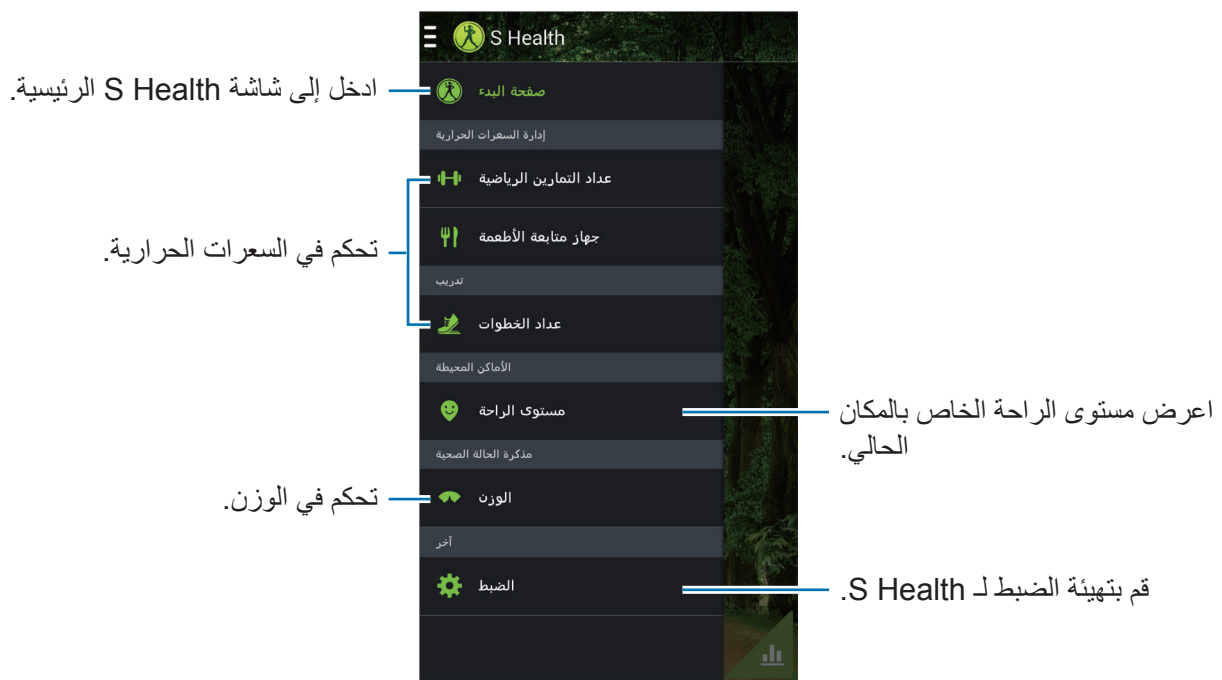 S Health
ادخل إلى شاشة S Health الرئيسية.
صفحة البدء
إدارة السعرات الحرارية
عداد التمارين الرياضية
جهاز متابعة الأطعمة
تحكم في السعرات الحرارية.
تدريب
عداد الخطوات
الأماكن المحيطة
مستوى الراحة
اعرض مستوى الراحة الخاص بالمكان
الحالي.
مذكرة الحالة الصحية
الوزن
تحكم في الوزن.
آخر
الضبط
قم بتهيئة الضبط لـ S Health.